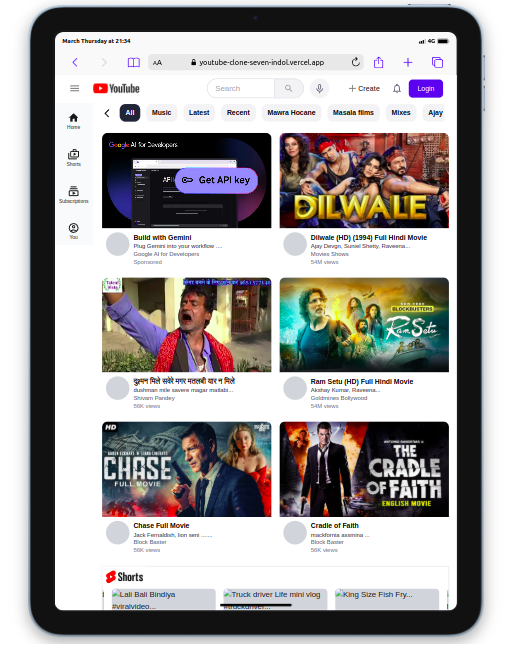 March Thursday at 21:34
4G
AA
youtube-clone-seven-indol.vercel.app
YouTube
Search
+ Create
Login
All
Music
Latest
Recent
Mawra Hocane
Masala films
Mixes
Ajay
Home
Shorts
Subscriptions
You
Google AI for Developers
Get API key
Build with Gemini
Plug Gemini into your workflow ....
Google AI for Developers
Sponsored
DILWALE
Dilwale (HD) (1994) Full Hindi Movie
Ajay Devgn, Suniel Shetty, Raveena...
Movies Shows
54M views
दुश्मन मिले सवेरे मगर मतलबी यार न मिले
dushman mile savere magar matlabi...
Shivam Pandey
56K views
BLOCKBUSTERS
Ram Setu
Ram Setu (HD) Full Hindi Movie
Akshay Kumar, Raveena...
Goldmines Bollywood
54M views
HD
CHASE
FULL MOVIE
Chase Full Movie
Jack Fernaldish, lion seni .......
Block Baster
56K views
THE
CRADLE
OF FAITH
ENGLISH MOVIE
Cradle of Faith
mackfornia assmina ...
Block Baster
56K views
Shorts
Lali Bali Bindiya
#viralvideo...
Truck driver Life mini vlog
King Size Fish Fry...